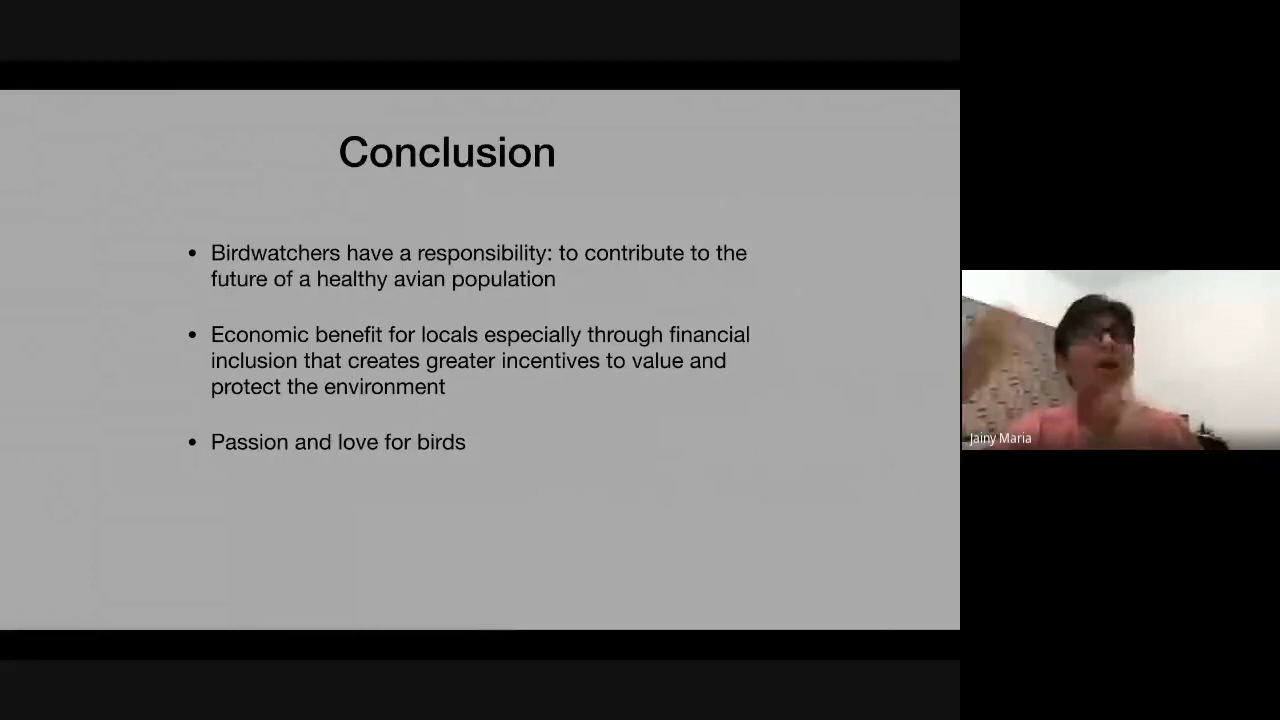 Conclusion
• Birdwatchers have a responsibility: to contribute to the
future of a healthy avian population
• Economic benefit for locals especially through financial
inclusion that creates greater incentives to value and
protect the environment
• Passion and love for birds
Jainy Maria